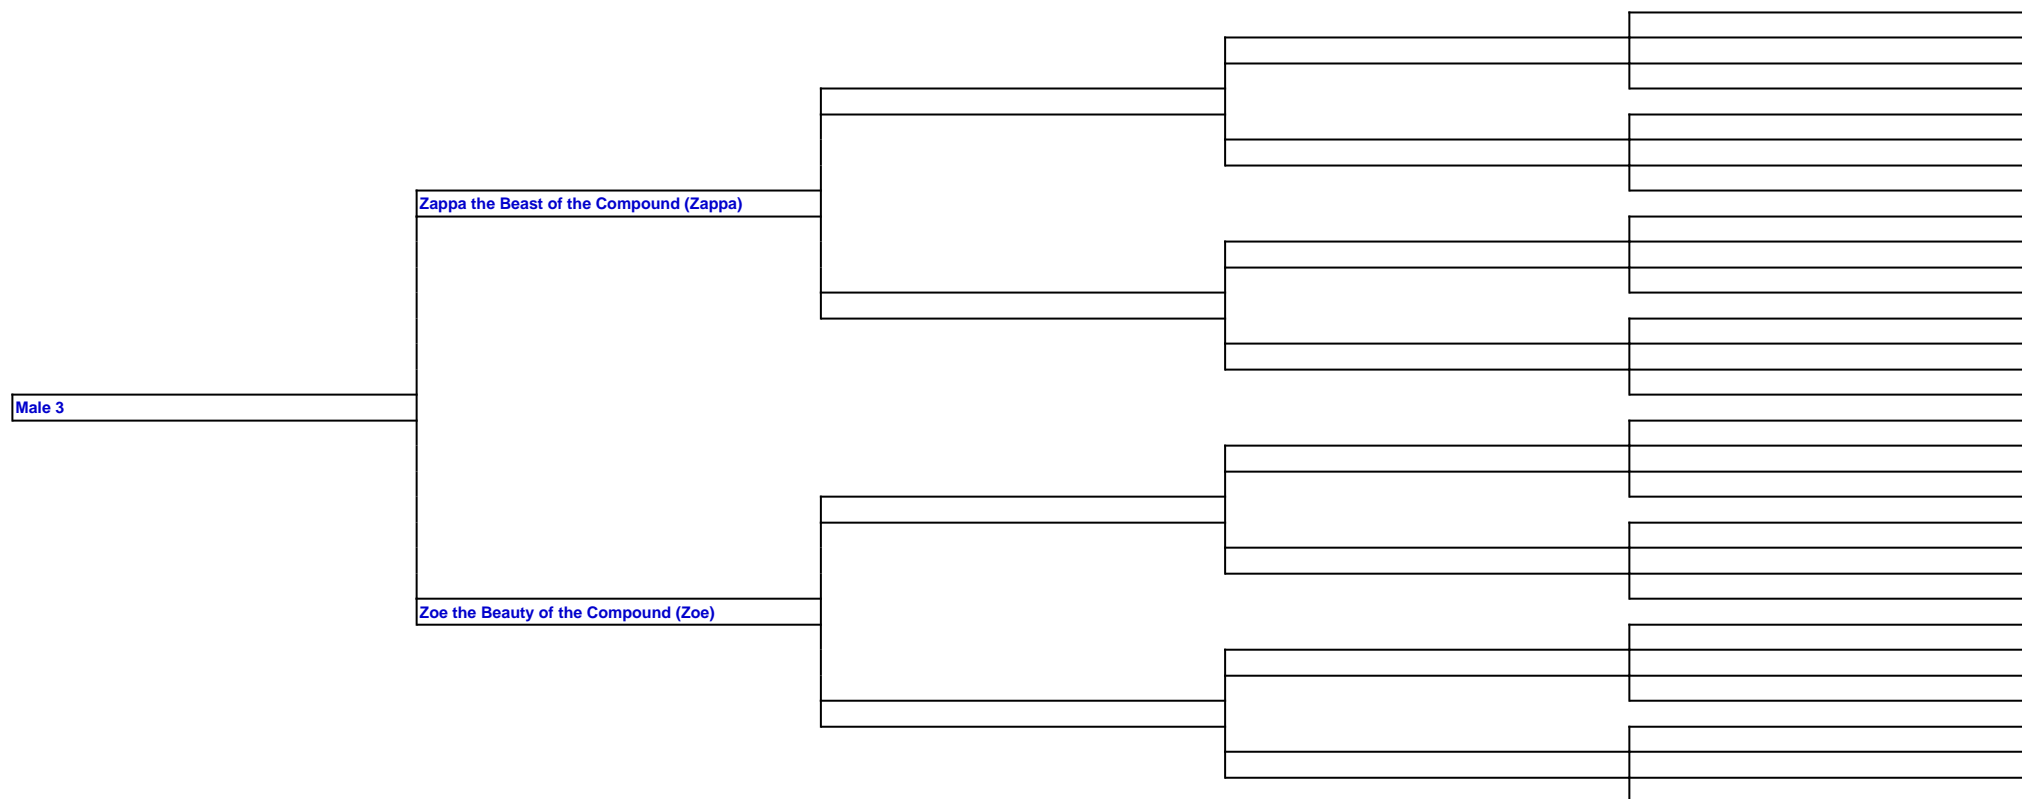 Zappa the Beast of the Compound (Zappa)
Male 3
Zoe the Beauty of the Compound (Zoe)